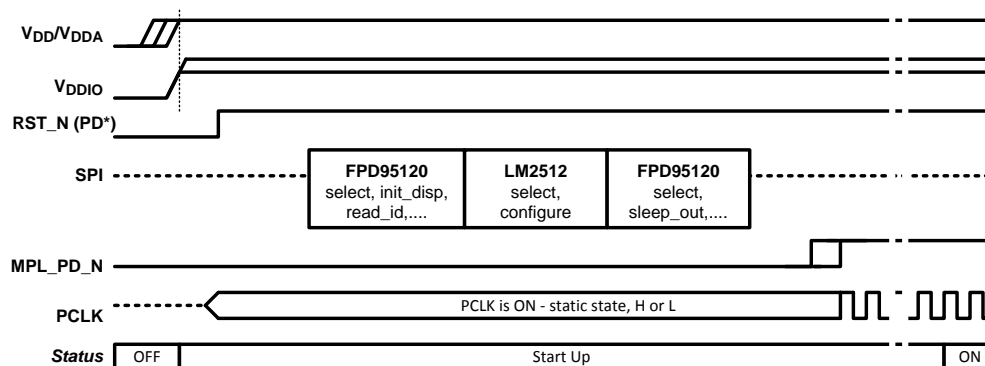 VDD/VDDA
VDDIO
RST_N (PD*)
SPI
FPD95120
select, init_disp,
read_id,....
LM2512
select,
configure
FPD95120
select,
sleep_out,....
MPL_PD_N
PCLK
PCLK is ON - static state, H or L
Status
OFF
Start Up
ON